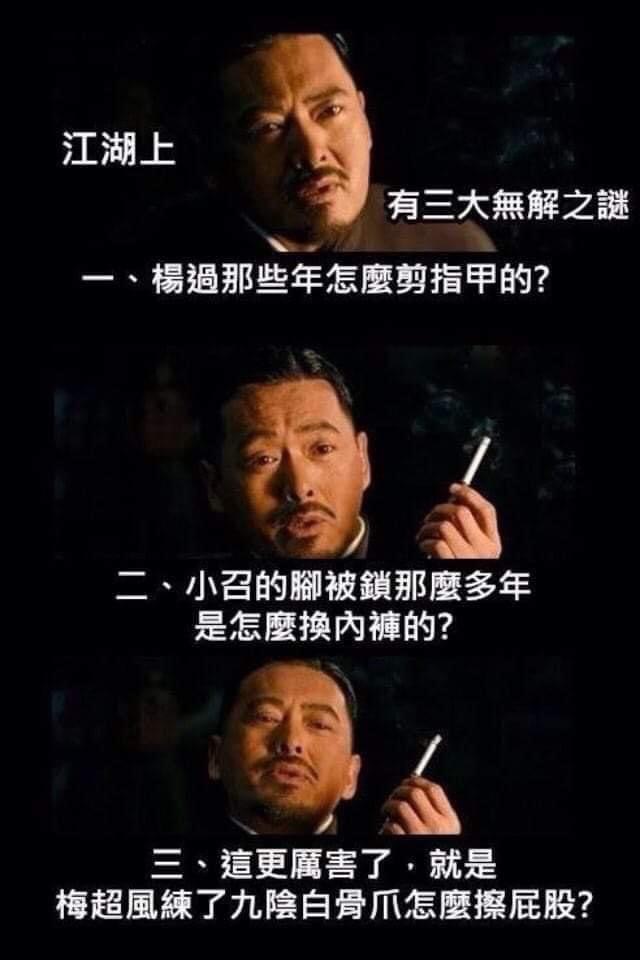 江湖上
有三大無解之謎
一、楊過那些年怎麼剪指甲的?
二、小召的腳被鎖那麼多年
是怎麼換內褲的?
三、這更厲害了，就是
梅超風練了九陰白骨爪怎麼擦屁股?